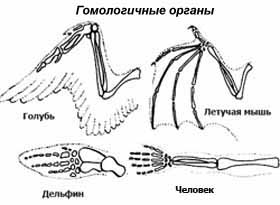 Гомологичные органы
Голубь
Летучая мышь
Дельфин
Человек